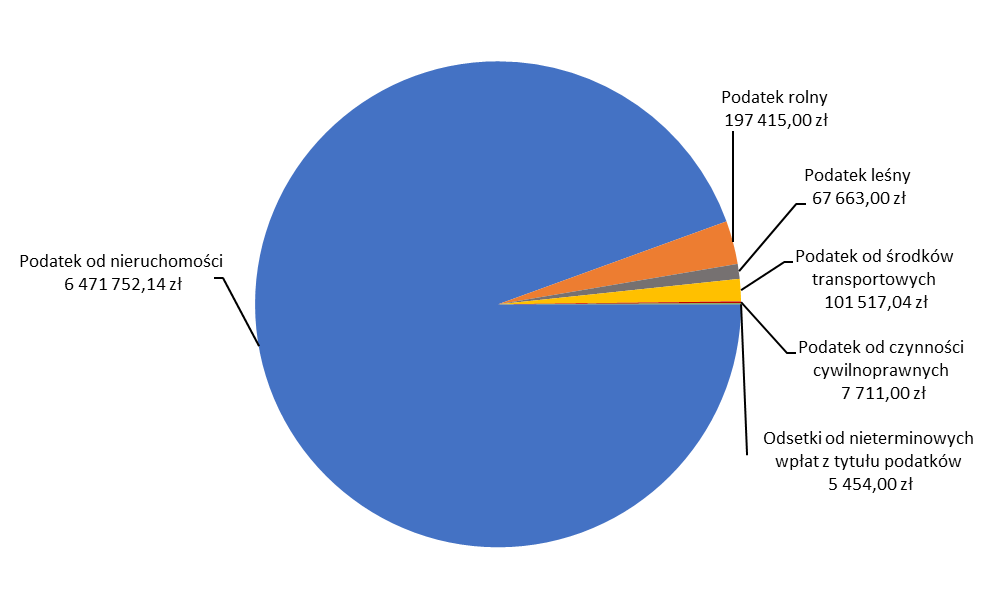 Podatek rolny
197 415,00 zł
Podatek leśny
67 663,00 zł
Podatek od środków
transportowych
101 517,04 zł
Podatek od nieruchomości
6 471 752,14 zł
Podatek od czynności
cywilnoprawnych
7 711,00 zł
Odsetki od nieterminowych
wpłat z tytułu podatków
5 454,00 zł